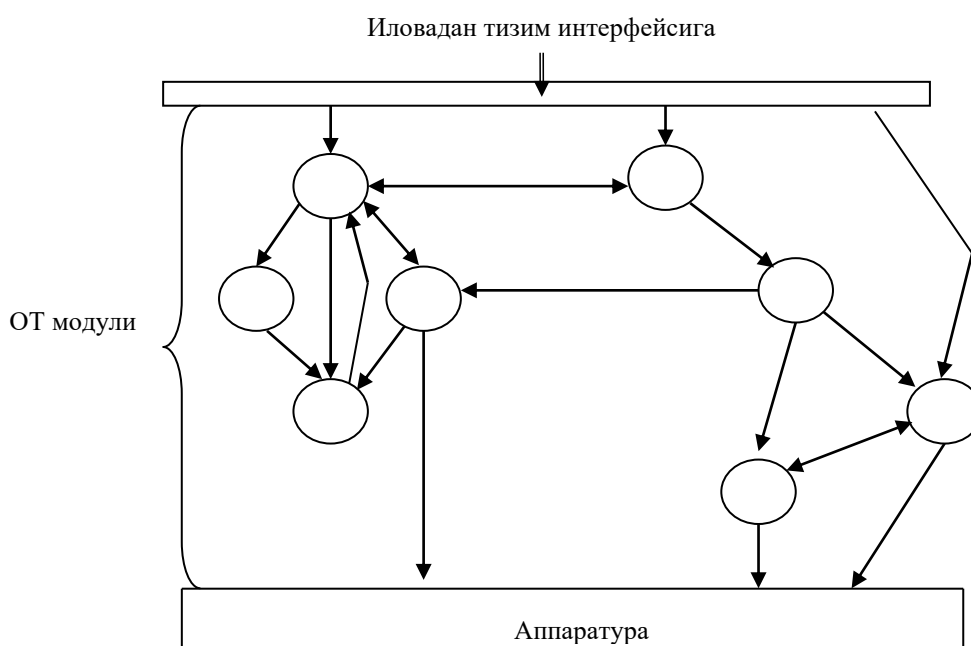 Иловадан тизим интерфейсига
ОТ модули
Аппаратура